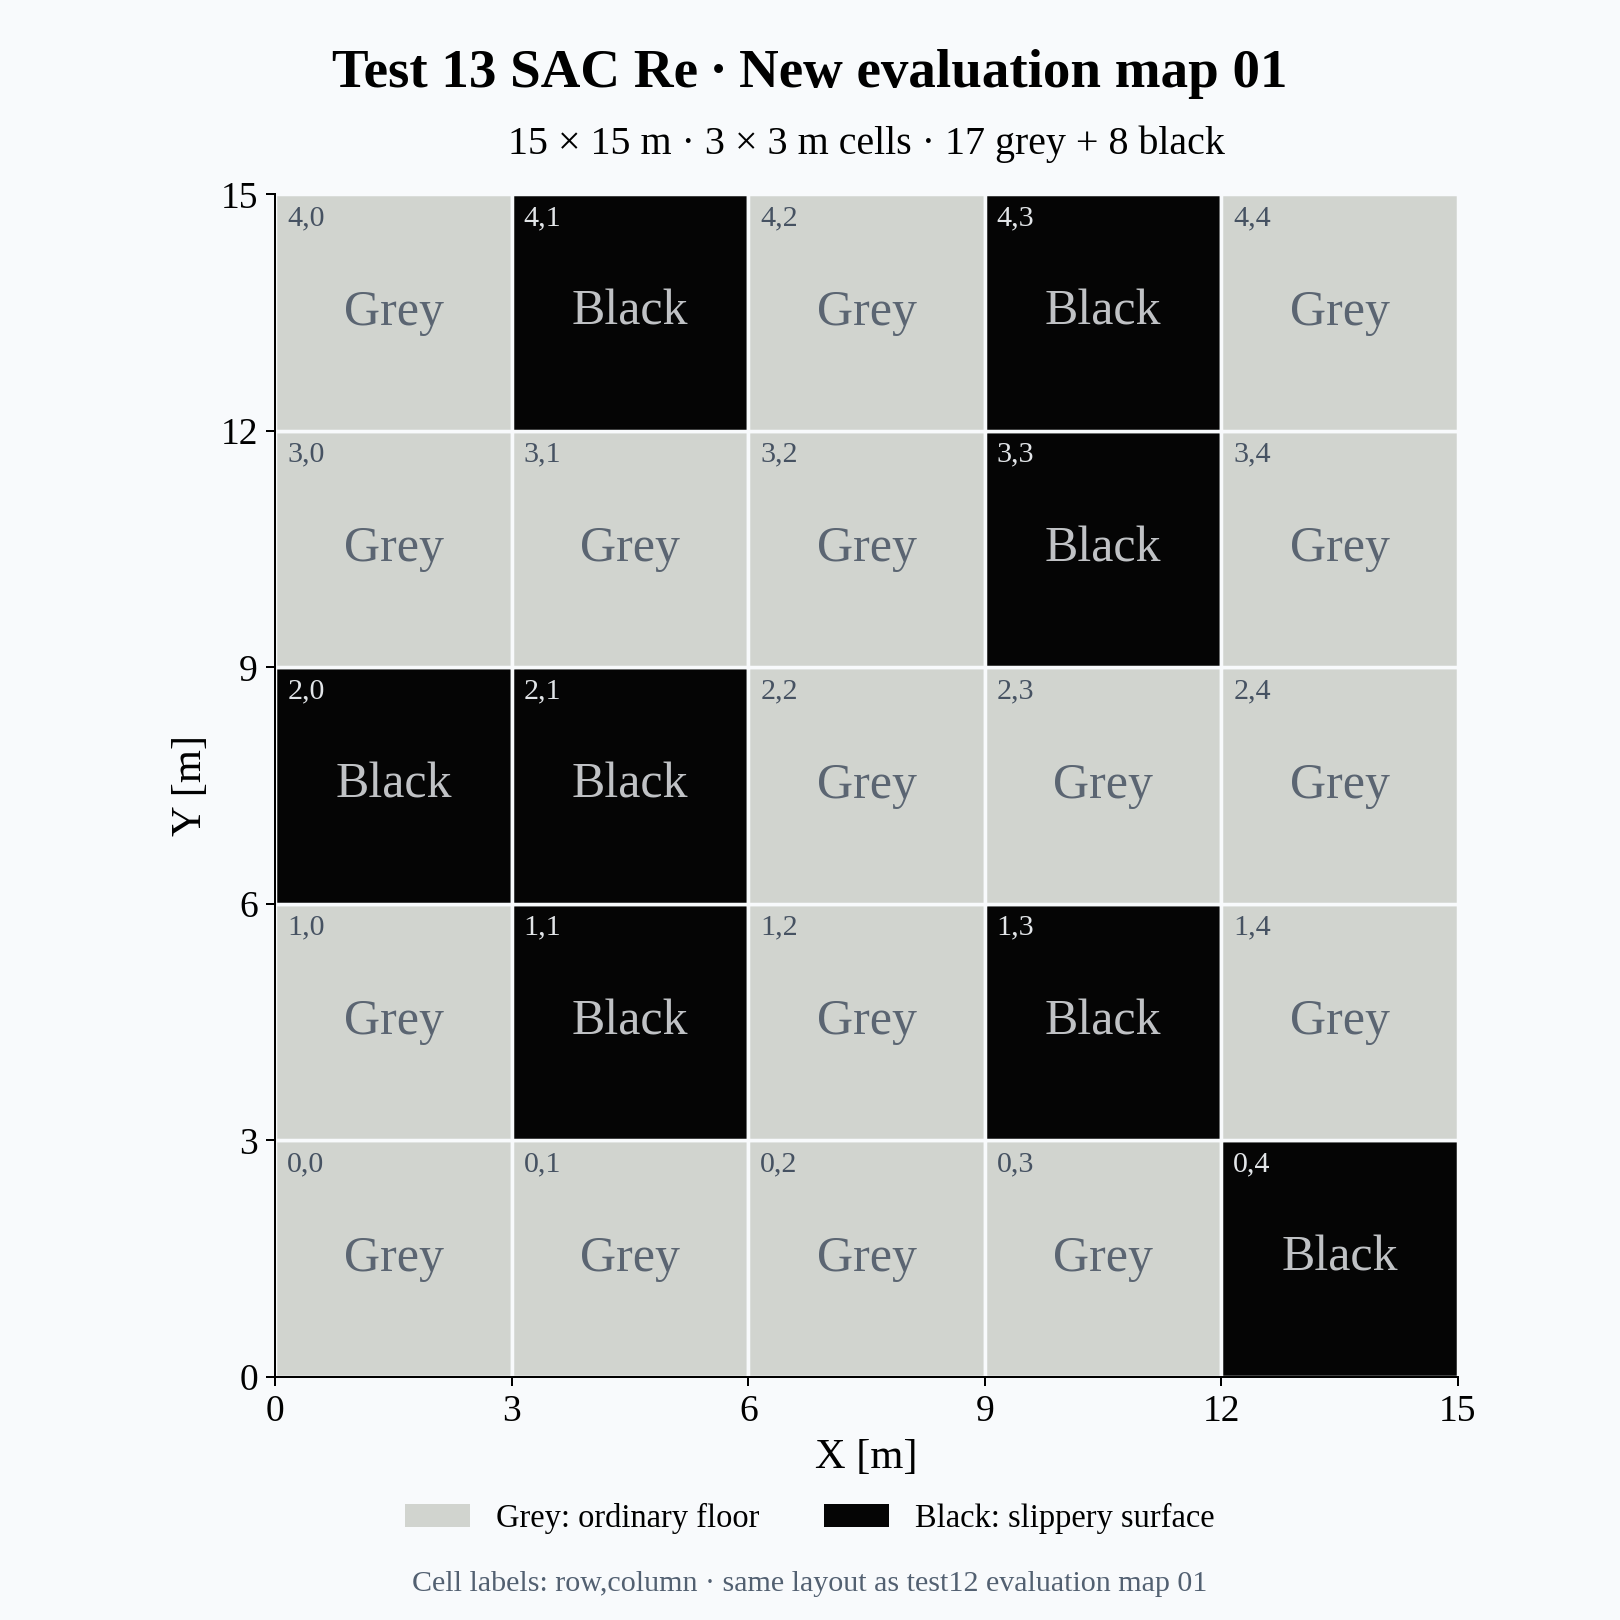 Test 13 SAC Re · New evaluation map 01
15 × 15 m · 3 × 3 m cells · 17 grey + 8 black
15
4,0 4,1 4,2 4,3 4,4
Grey Black Grey Black Grey
12
3,0 3,1 3,2 3,3 3,4
Grey Grey Grey Black Grey
9
2,0 2,1 2,2 2,3 2,4
Black Black Grey Grey Grey
Y [m]
6
1,0 1,1 1,2 1,3 1,4
Grey Black Grey Black Grey
3
0,0 0,1 0,2 0,3 0,4
Grey Grey Grey Grey Black
0
0 3 6 9 12 15
X [m]
Grey: ordinary floor Black: slippery surface
Cell labels: row,column · same layout as test12 evaluation map 01